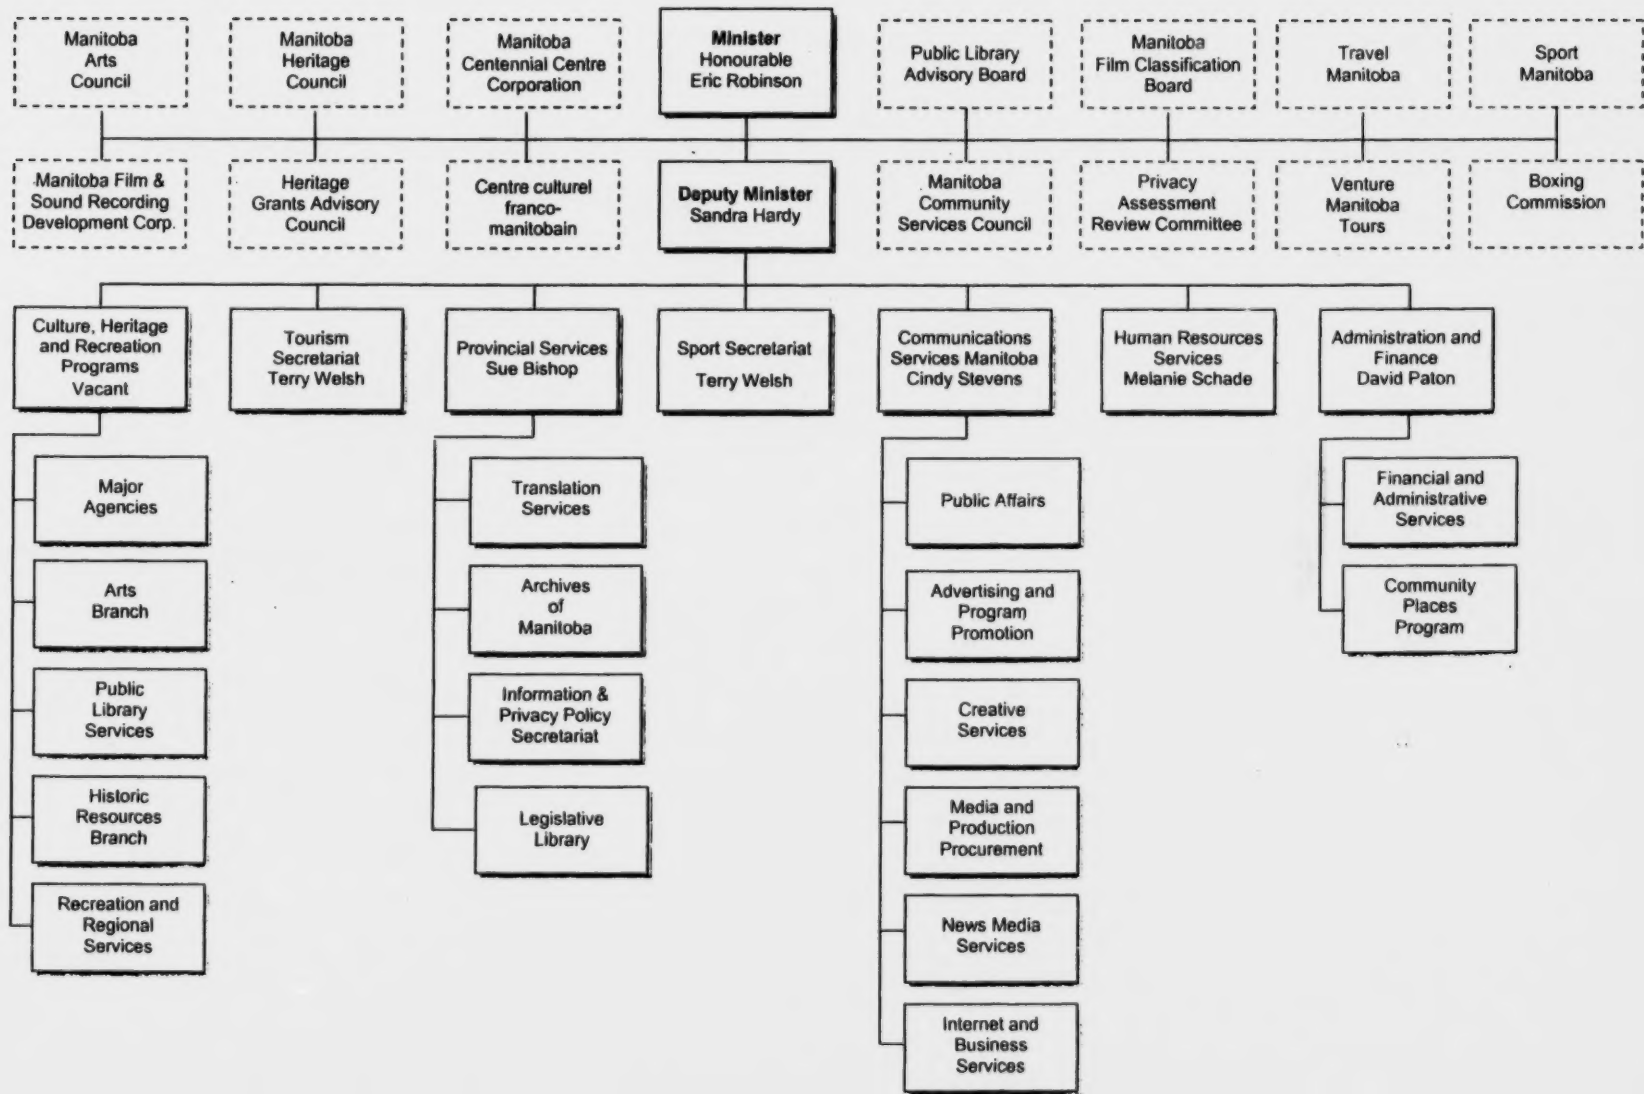 Manitoba
Arts
Council
Manitoba
Heritage
Council
Manitoba
Centennial Centre
Corporation
Minister
Honourable
Eric Robinson
Public Library
Advisory Board
Manitoba
Film Classification
Board
Travel
Manitoba
Sport
Manitoba
Manitoba Film &
Sound Recording
Development Corp.
Heritage
Grants Advisory
Council
Centre culturel
franco-
manitobain
Deputy Minister
Sandra Hardy
Manitoba
Community
Services Council
Privacy
Assessment
Review Committee
Venture
Manitoba
Tours
Boxing
Commission
Culture, Heritage
and Recreation
Programs
Vacant
Tourism
Secretariat
Terry Welsh
Provincial Services
Sue Bishop
Sport Secretariat
Terry Welsh
Communications
Services Manitoba
Cindy Stevens
Human Resources
Services
Melanie Schade
Administration and
Finance
David Paton
Major
Agencies
Arts
Branch
Public
Library
Services
Historic
Resources
Branch
Recreation and
Regional
Services
Translation
Services
Archives
of
Manitoba
Information &
Privacy Policy
Secretariat
Legislative
Library
Public Affairs
Advertising and
Program
Promotion
Creative
Services
Media and
Production
Procurement
News Media
Services
Internet and
Business
Services
Financial and
Administrative
Services
Community
Places
Program